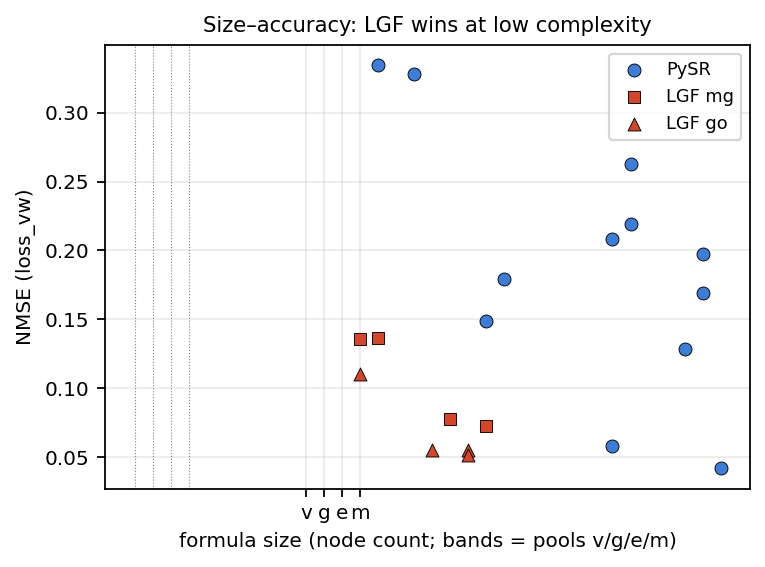 Size–accuracy: LGF wins at low complexity
PySR
LGF mg
LGF go
0.30
0.25
0.20
0.15
0.10
0.05
NMSE (loss_vw)
v g e m
formula size (node count; bands = pools v/g/e/m)